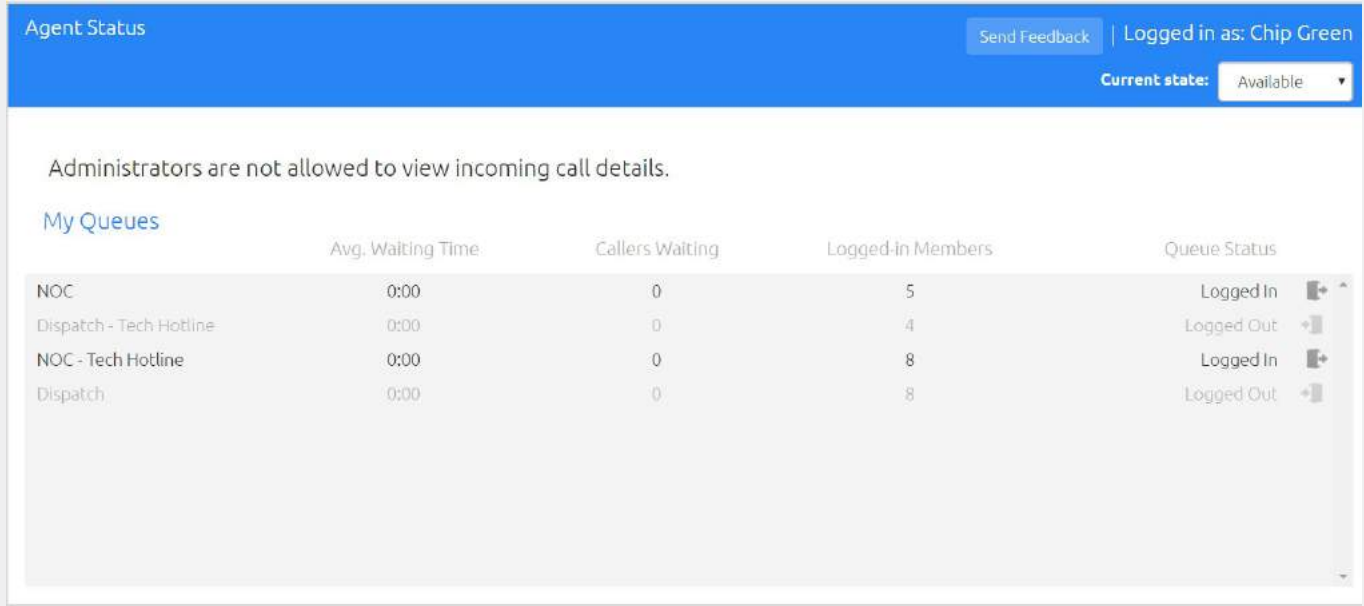 Agent Status
Send Feedback | Logged in as: Chip Green
Current state: Available
Administrators are not allowed to view incoming call details.
My Queues
Avg. Waiting Time Callers Waiting Logged-in Members Queue Status
NOC 0:00 0 5 Logged In
Dispatch - Tech Hotline 0:00 0 4 Logged Out
NOC - Tech Hotline 0:00 0 8 Logged In
Dispatch 0:00 0 8 Logged Out